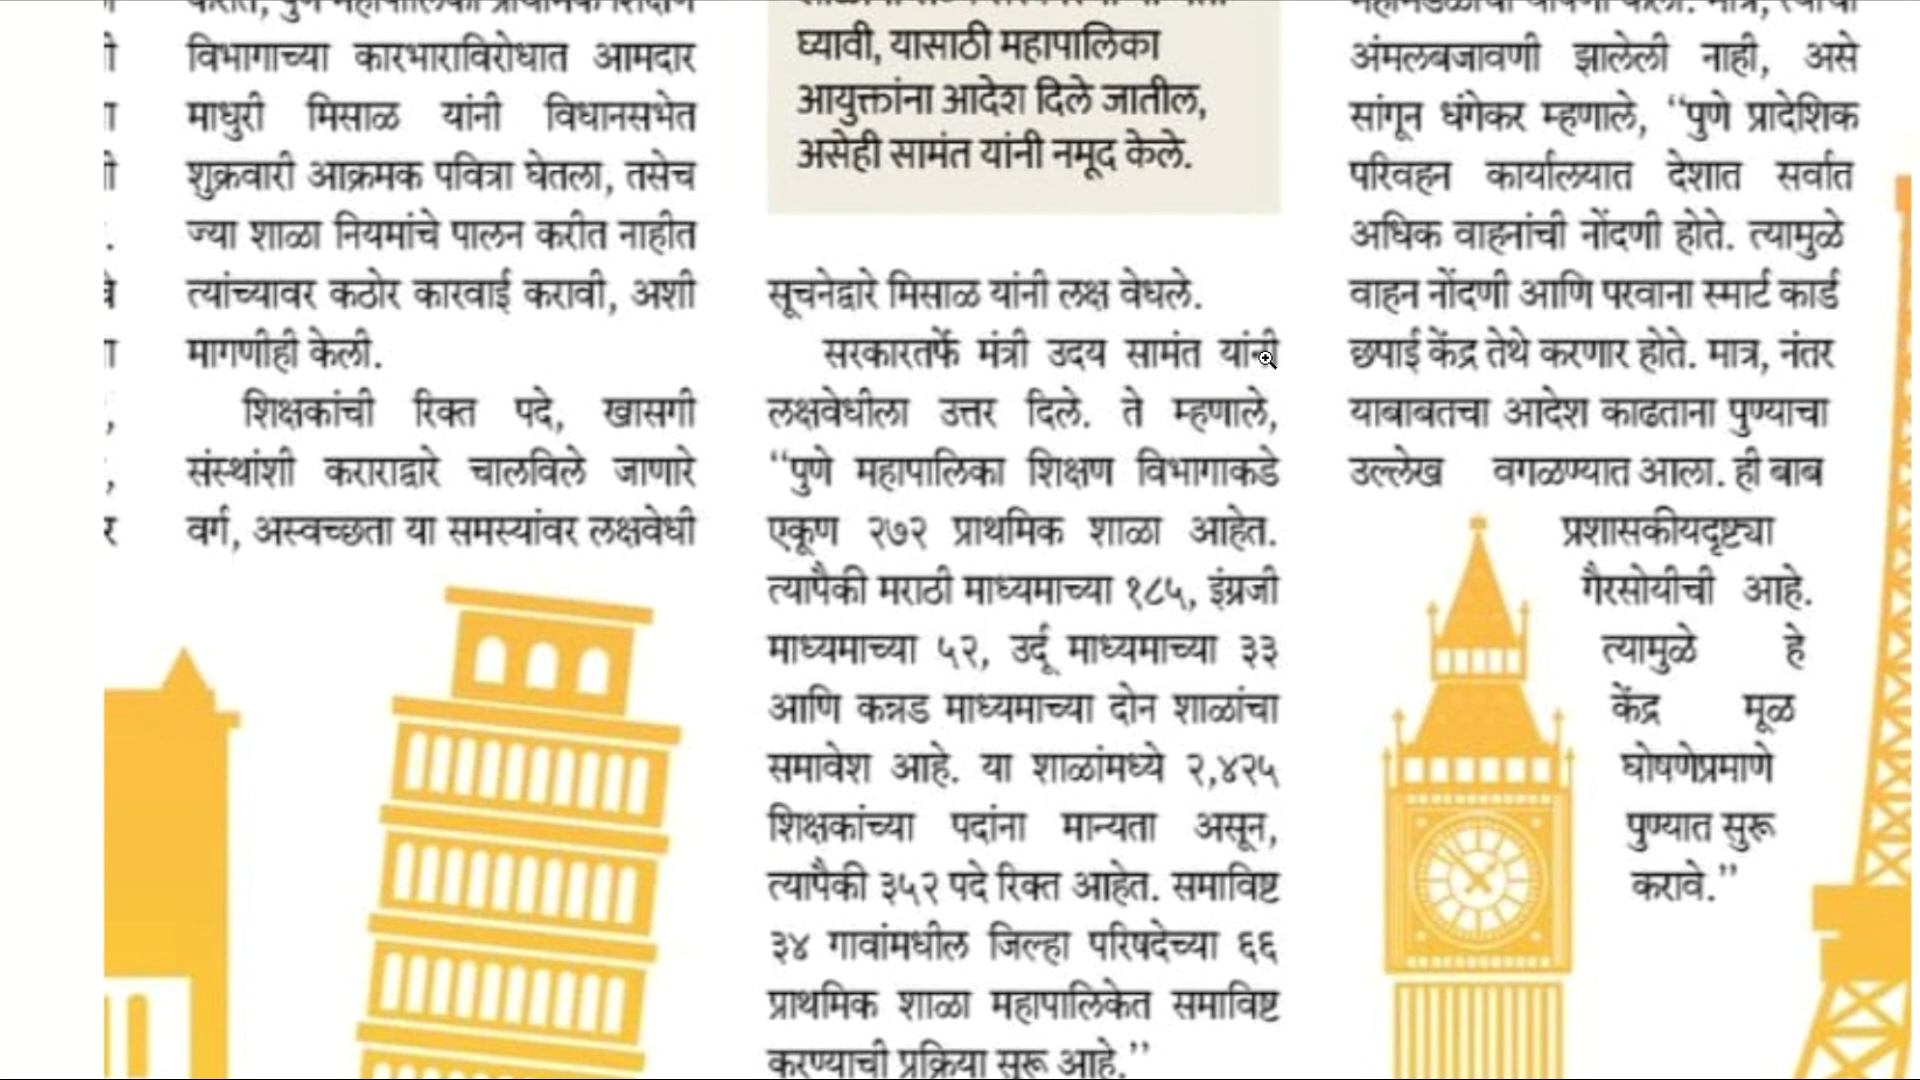 विभागाच्या कारभाराविरोधात आमदार
माधुरी मिसाळ यांनी विधानसभेत
शुक्रवारी आक्रमक पवित्रा घेतला, तसेच
ज्या शाळा नियमांचे पालन करीत नाहीत
त्यांच्यावर कठोर कारवाई करावी, अशी
मागणीही केली.
शिक्षकांची रिक्त पदे, खासगी
संस्थांशी कराराद्वारे चालविले जाणारे
वर्ग, अस्वच्छता या समस्यांवर लक्षवेधी
घ्यावी, यासाठी महापालिका
आयुक्तांना आदेश दिले जातील,
असेही सामंत यांनी नमूद केले.
सूचनेद्वारे मिसाळ यांनी लक्ष वेधले.
सरकारतर्फे मंत्री उदय सामंत यांनी
लक्षवेधीला उत्तर दिले. ते म्हणाले,
“पुणे महापालिका शिक्षण विभागाकडे
एकूण २७२ प्राथमिक शाळा आहेत.
त्यापैकी मराठी माध्यमाच्या १८५, इंग्रजी
माध्यमाच्या ५२, उर्दू माध्यमाच्या ३३
आणि कन्नड माध्यमाच्या दोन शाळांचा
समावेश आहे. या शाळांमध्ये २,४२५
शिक्षकांच्या पदांना मान्यता असून,
त्यापैकी ३५२ पदे रिक्त आहेत. समाविष्ट
३४ गावांमधील जिल्हा परिषदेच्या ६६
प्राथमिक शाळा महापालिकेत समाविष्ट
करण्याची प्रक्रिया सुरू आहे.”
अंमलबजावणी झालेली नाही, असे
सांगून धंगेकर म्हणाले, “पुणे प्रादेशिक
परिवहन कार्यालयात देशात सर्वात
अधिक वाहनांची नोंदणी होते. त्यामुळे
वाहन नोंदणी आणि परवाना स्मार्ट कार्ड
छपाई केंद्र तेथे करणार होते. मात्र, नंतर
याबाबतचा आदेश काढताना पुण्याचा
उल्लेख वगळण्यात आला. ही बाब
प्रशासकीयदृष्ट्या
गैरसोयीची आहे.
त्यामुळे हे
केंद्र मूळ
घोषणेप्रमाणे
पुण्यात सुरू
करावे.”